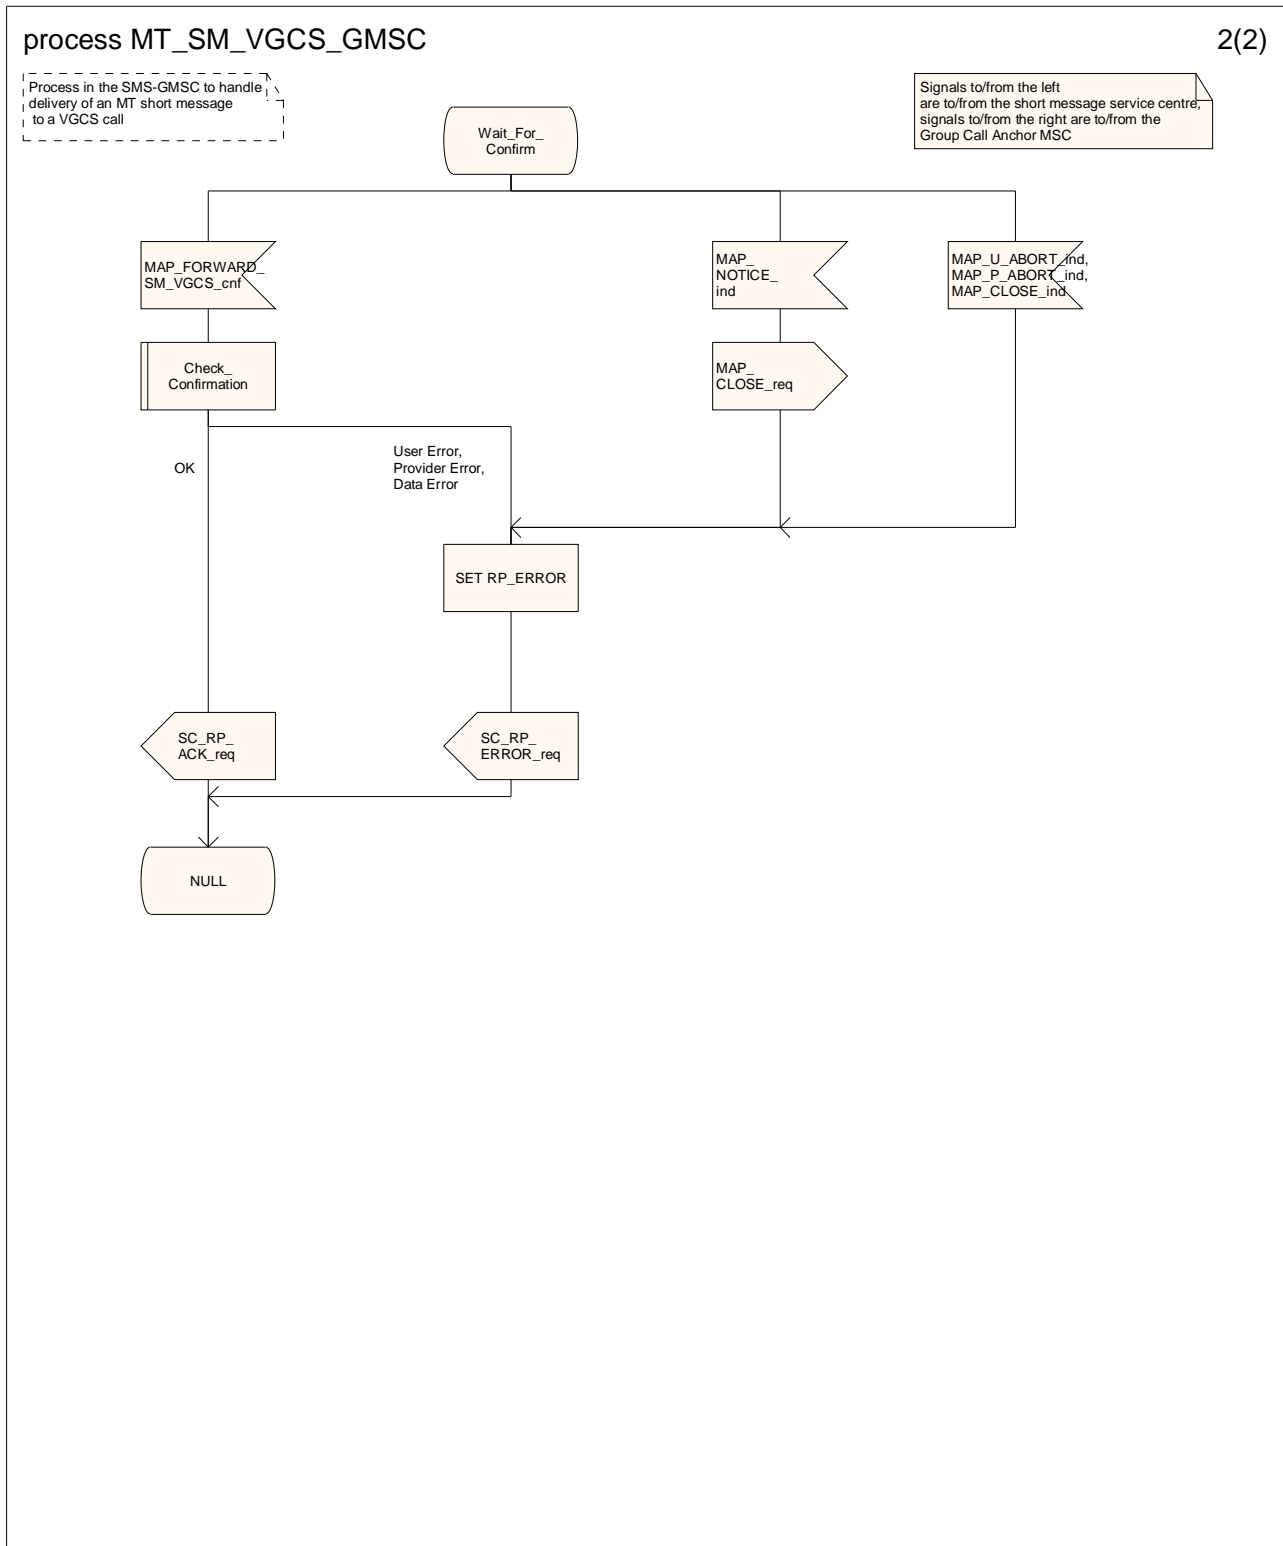 process MT_SM_VGCS_GMSC
2(2)
Process in the SMS-GMSC to handle
delivery of an MT short message
to a VGCS call
Signals to/from the left
are to/from the short message service centre,
signals to/from the right are to/from the
Group Call Anchor MSC
Wait_For_
Confirm
MAP_FORWARD_
SM_VGCS_cnf
MAP_
NOTICE_
ind
MAP_U_ABORT_ind,
MAP_P_ABORT_ind,
MAP_CLOSE_ind
Check_
Confirmation
MAP_
CLOSE_req
OK
User Error,
Provider Error,
Data Error
SET RP_ERROR
SC_RP_
ACK_req
SC_RP_
ERROR_req
NULL